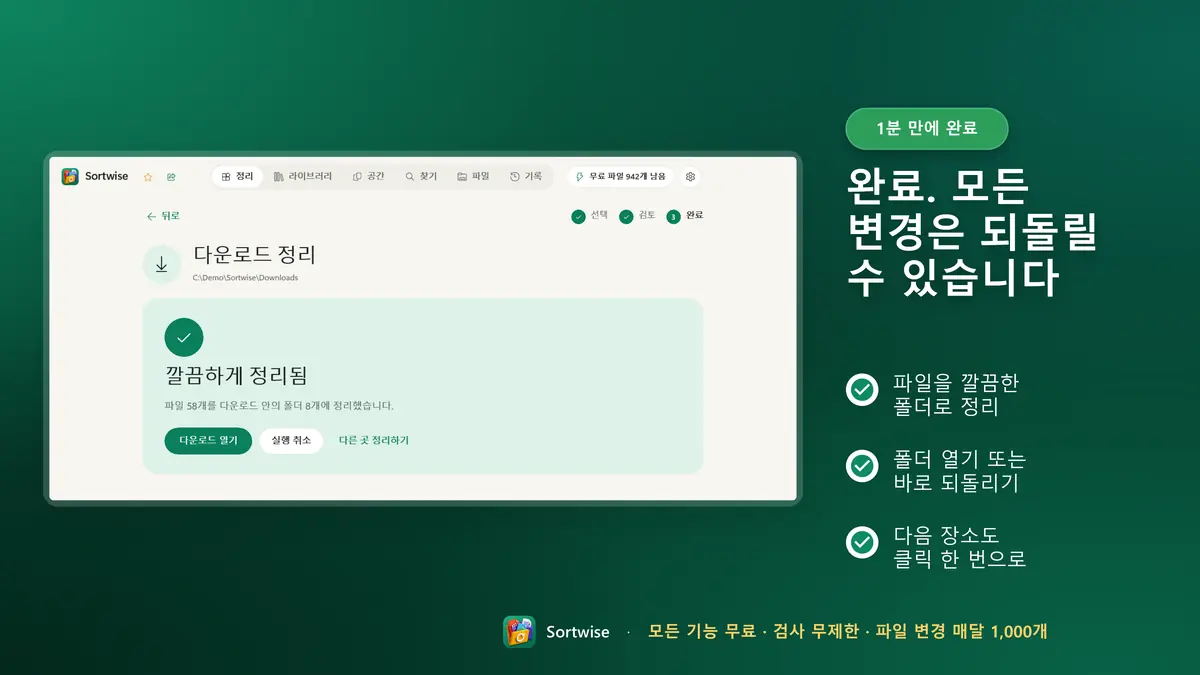 Sortwise
정리
라이브러리
공간
찾기
파일
기록
무료 파일 942개 남음
뒤로
선택
검토
3 완료
다운로드 정리
C:\Demo\Sortwise\Downloads
깔끔하게 정리됨
파일 58개를 다운로드 안의 폴더 8개에 정리했습니다.
다운로드 열기
실행 취소
다른 곳 정리하기
1분 만에 완료
완료. 모든
변경은 되돌릴
수 있습니다
파일을 깔끔한
폴더로 정리
폴더 열기 또는
바로 되돌리기
다음 장소도
클릭 한 번으로
Sortwise · 모든 기능 무료 · 검사 무제한 · 파일 변경 매달 1,000개